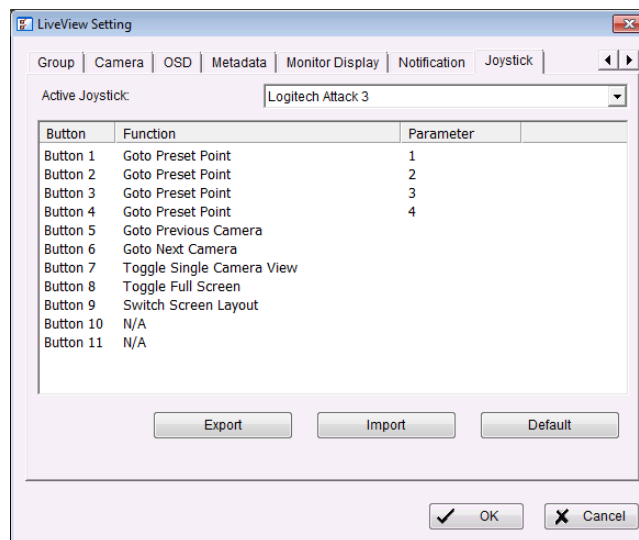 LiveView Setting
Group Camera OSD Metadata Monitor Display Notification Joystick
Active Joystick: Logitech Attack 3
Button Function Parameter
Button 1 Goto Preset Point 1
Button 2 Goto Preset Point 2
Button 3 Goto Preset Point 3
Button 4 Goto Preset Point 4
Button 5 Goto Previous Camera
Button 6 Goto Next Camera
Button 7 Toggle Single Camera View
Button 8 Toggle Full Screen
Button 9 Switch Screen Layout
Button 10 N/A
Button 11 N/A
Export Import Default
OK Cancel